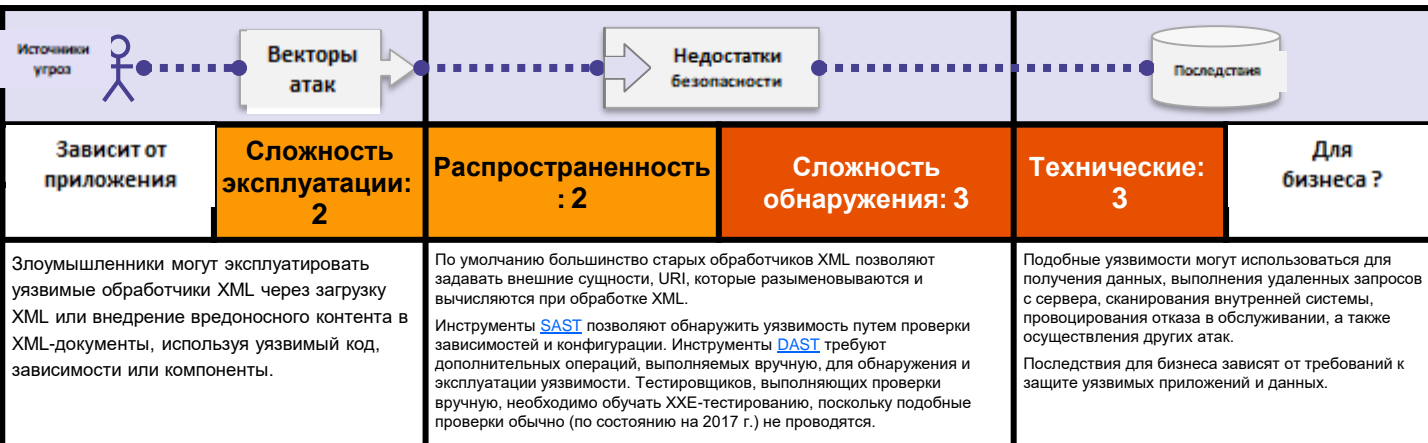 Источники
угроз
Векторы
атак
Недостатки
безопасности
Последствия
Зависит от
приложения
Сложность
эксплуатации:
2
Распространенность
: 2
Сложность
обнаружения: 3
Технические:
3
Для
бизнеса ?
Злоумышленники могут эксплуатировать
уязвимые обработчики XML через загрузку
XML или внедрение вредоносного контента в
XML-документы, используя уязвимый код,
зависимости или компоненты.
По умолчанию большинство старых обработчиков XML позволяют
задавать внешние сущности, URI, которые разыменовываются и
вычисляются при обработке XML.
Инструменты SAST позволяют обнаружить уязвимость путем проверки
зависимостей и конфигурации. Инструменты DAST требуют
дополнительных операций, выполняемых вручную, для обнаружения и
эксплуатации уязвимости. Тестировщиков, выполняющих проверки
вручную, необходимо обучать XXE-тестированию, поскольку подобные
проверки обычно (по состоянию на 2017 г.) не проводятся.
Подобные уязвимости могут использоваться для
получения данных, выполнения удаленных запросов
с сервера, сканирования внутренней системы,
провоцирования отказа в обслуживании, а также
осуществления других атак.
Последствия для бизнеса зависят от требований к
защите уязвимых приложений и данных.